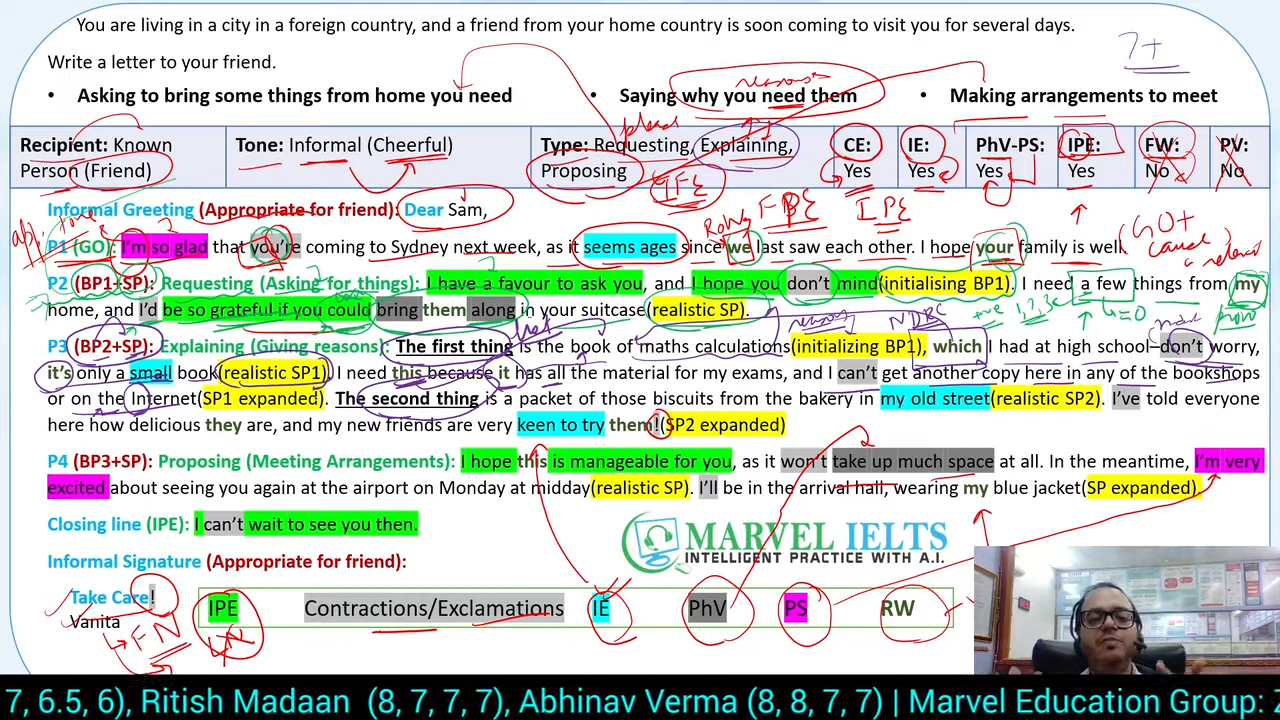 You are living in a city in a foreign country, and a friend from your home country is soon coming to visit you for several days.
7+
Write a letter to your friend.
reasons
• Asking to bring some things from home you need • Saying why you need them • Making arrangements to meet
Recipient: Known Person (Friend)
Tone: Informal (Cheerful)
Type: Requesting, Explaining, Proposing
CE: Yes
IE: Yes
PhV-PS: Yes
IPE: Yes
FW: No
PV: No
IFE
FBE
IPE
Informal Greeting (Appropriate for friend): Dear Sam,
P1 (GO): I'm so glad that you're coming to Sydney next week, as it seems ages since we last saw each other. I hope your family is well.
P2 (BP1+SP): Requesting (Asking for things): I have a favour to ask you, and I hope you don't mind(initialising BP1). I need a few things from my
home, and I'd be so grateful if you could bring them along in your suitcase(realistic SP).
P3 (BP2+SP): Explaining (Giving reasons): The first thing is the book of maths calculations(initializing BP1), which I had at high school–don't worry,
it's only a small book(realistic SP1). I need this because it has all the material for my exams, and I can't get another copy here in any of the bookshops
or on the Internet(SP1 expanded). The second thing is a packet of those biscuits from the bakery in my old street(realistic SP2). I've told everyone
here how delicious they are, and my new friends are very keen to try them!(SP2 expanded)
P4 (BP3+SP): Proposing (Meeting Arrangements): I hope this is manageable for you, as it won't take up much space at all. In the meantime, I'm very
excited about seeing you again at the airport on Monday at midday(realistic SP). I'll be in the arrival hall, wearing my blue jacket(SP expanded).
Closing line (IPE): I can't wait to see you then.
MARVEL IELTS
INTELLIGENT PRACTICE WITH A.I.
Informal Signature (Appropriate for friend):
Take Care!
Vanita
FN
LN
IPE Contractions/Exclamations IE PhV PS RW
7, 6.5, 6), Ritish Madaan (8, 7, 7, 7), Abhinav Verma (8, 8, 7, 7) | Marvel Education Group: